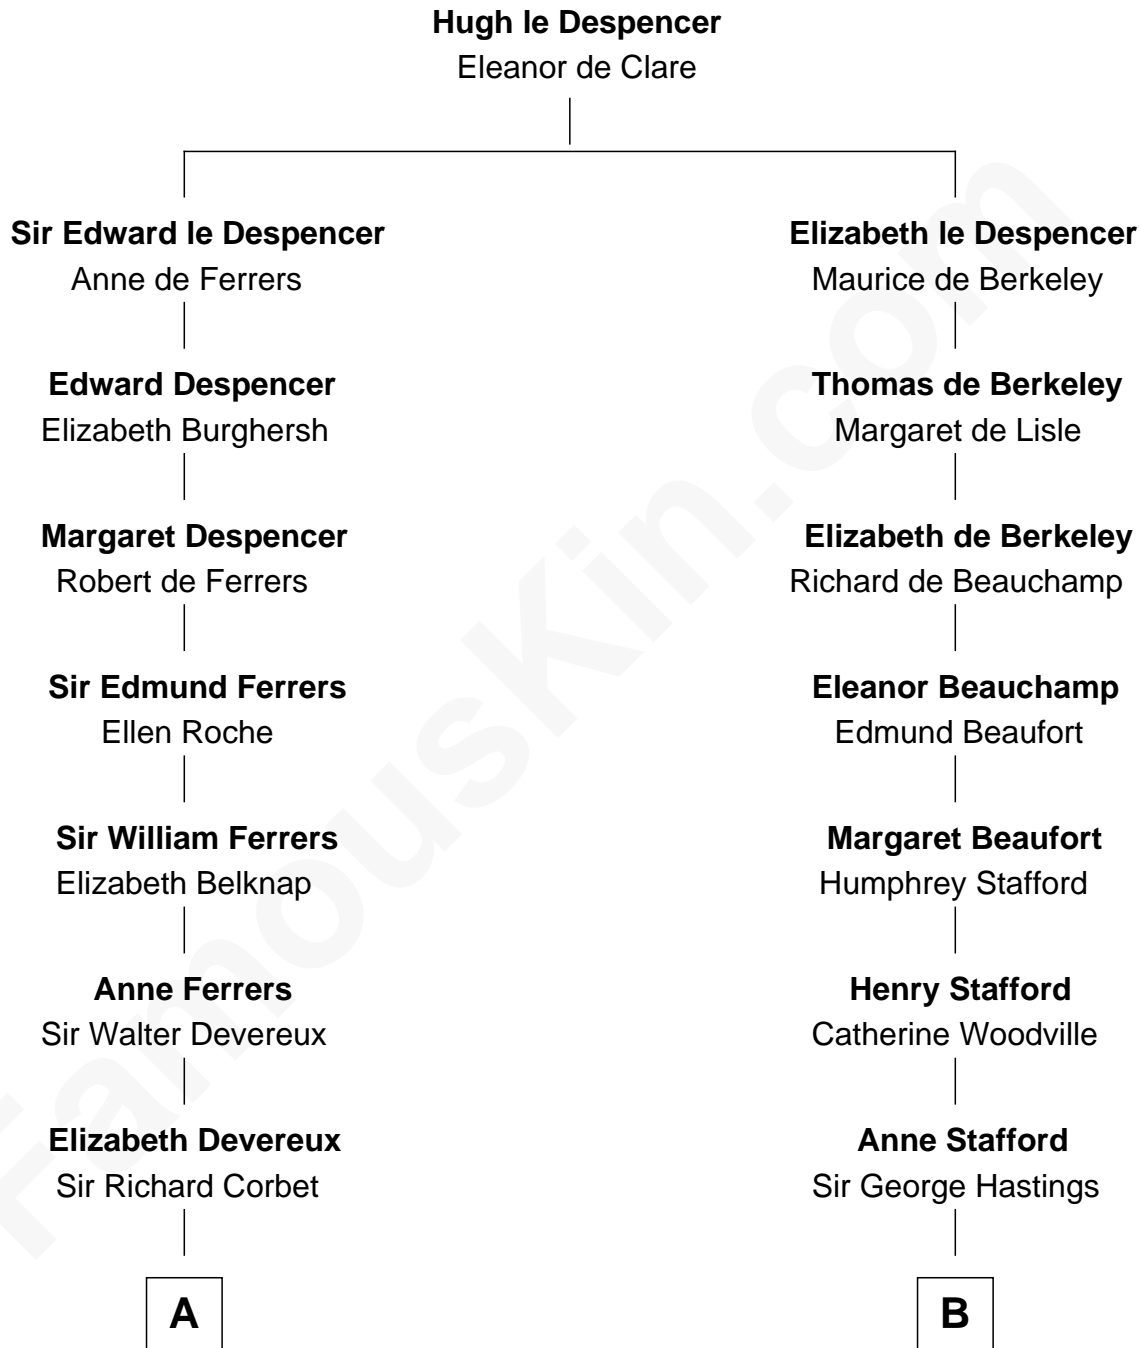 Hugh le Despencer
Eleanor de Clare
Sir Edward le Despencer
Anne de Ferrers
Elizabeth le Despencer
Maurice de Berkeley
Edward Despencer
Elizabeth Burghersh
Thomas de Berkeley
Margaret de Lisle
Margaret Despencer
Robert de Ferrers
Elizabeth de Berkeley
Richard de Beauchamp
Sir Edmund Ferrers
Ellen Roche
Eleanor Beauchamp
Edmund Beaufort
Sir William Ferrers
Elizabeth Belknap
Margaret Beaufort
Humphrey Stafford
Anne Ferrers
Sir Walter Devereux
Henry Stafford
Catherine Woodville
Elizabeth Devereux
Sir Richard Corbet
Anne Stafford
Sir George Hastings
A
B
FamousKin.com